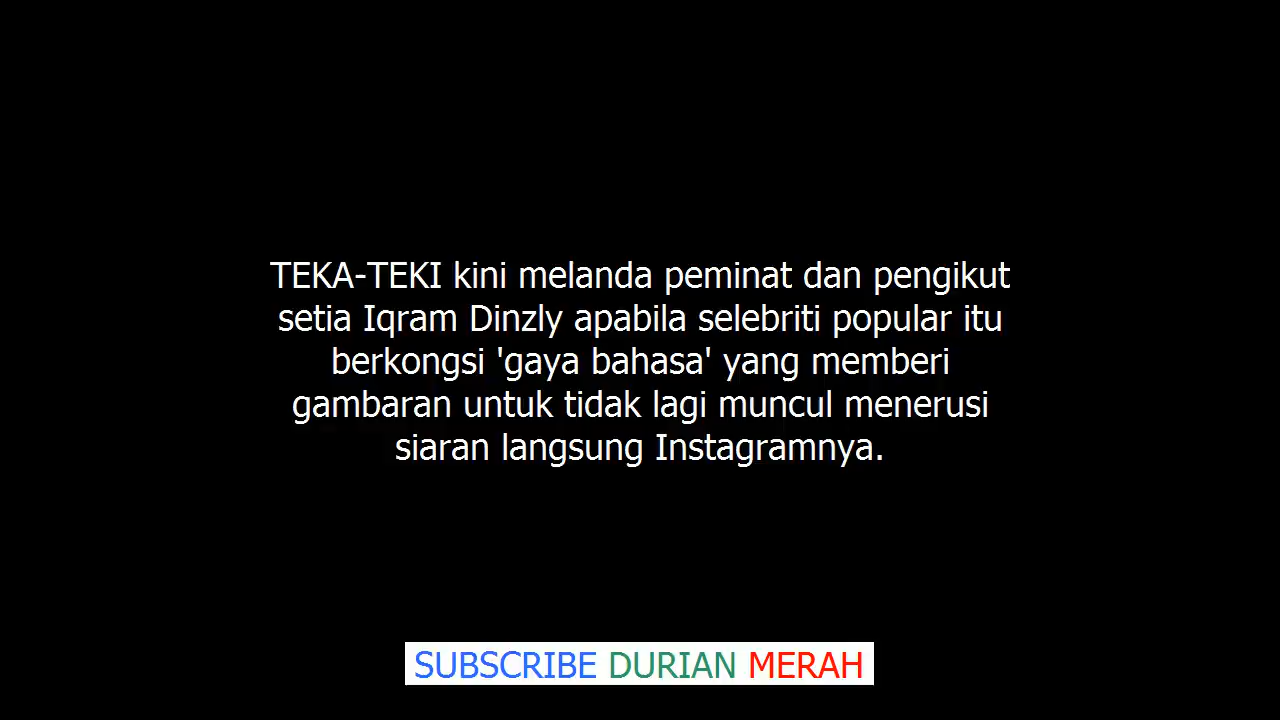 TEKA-TEKI kini melanda peminat dan pengikut
setia Iqram Dinzly apabila selebriti popular itu
berkongsi 'gaya bahasa' yang memberi
gambaran untuk tidak lagi muncul menerusi
siaran langsung Instagramnya.
SUBSCRIBE DURIAN MERAH